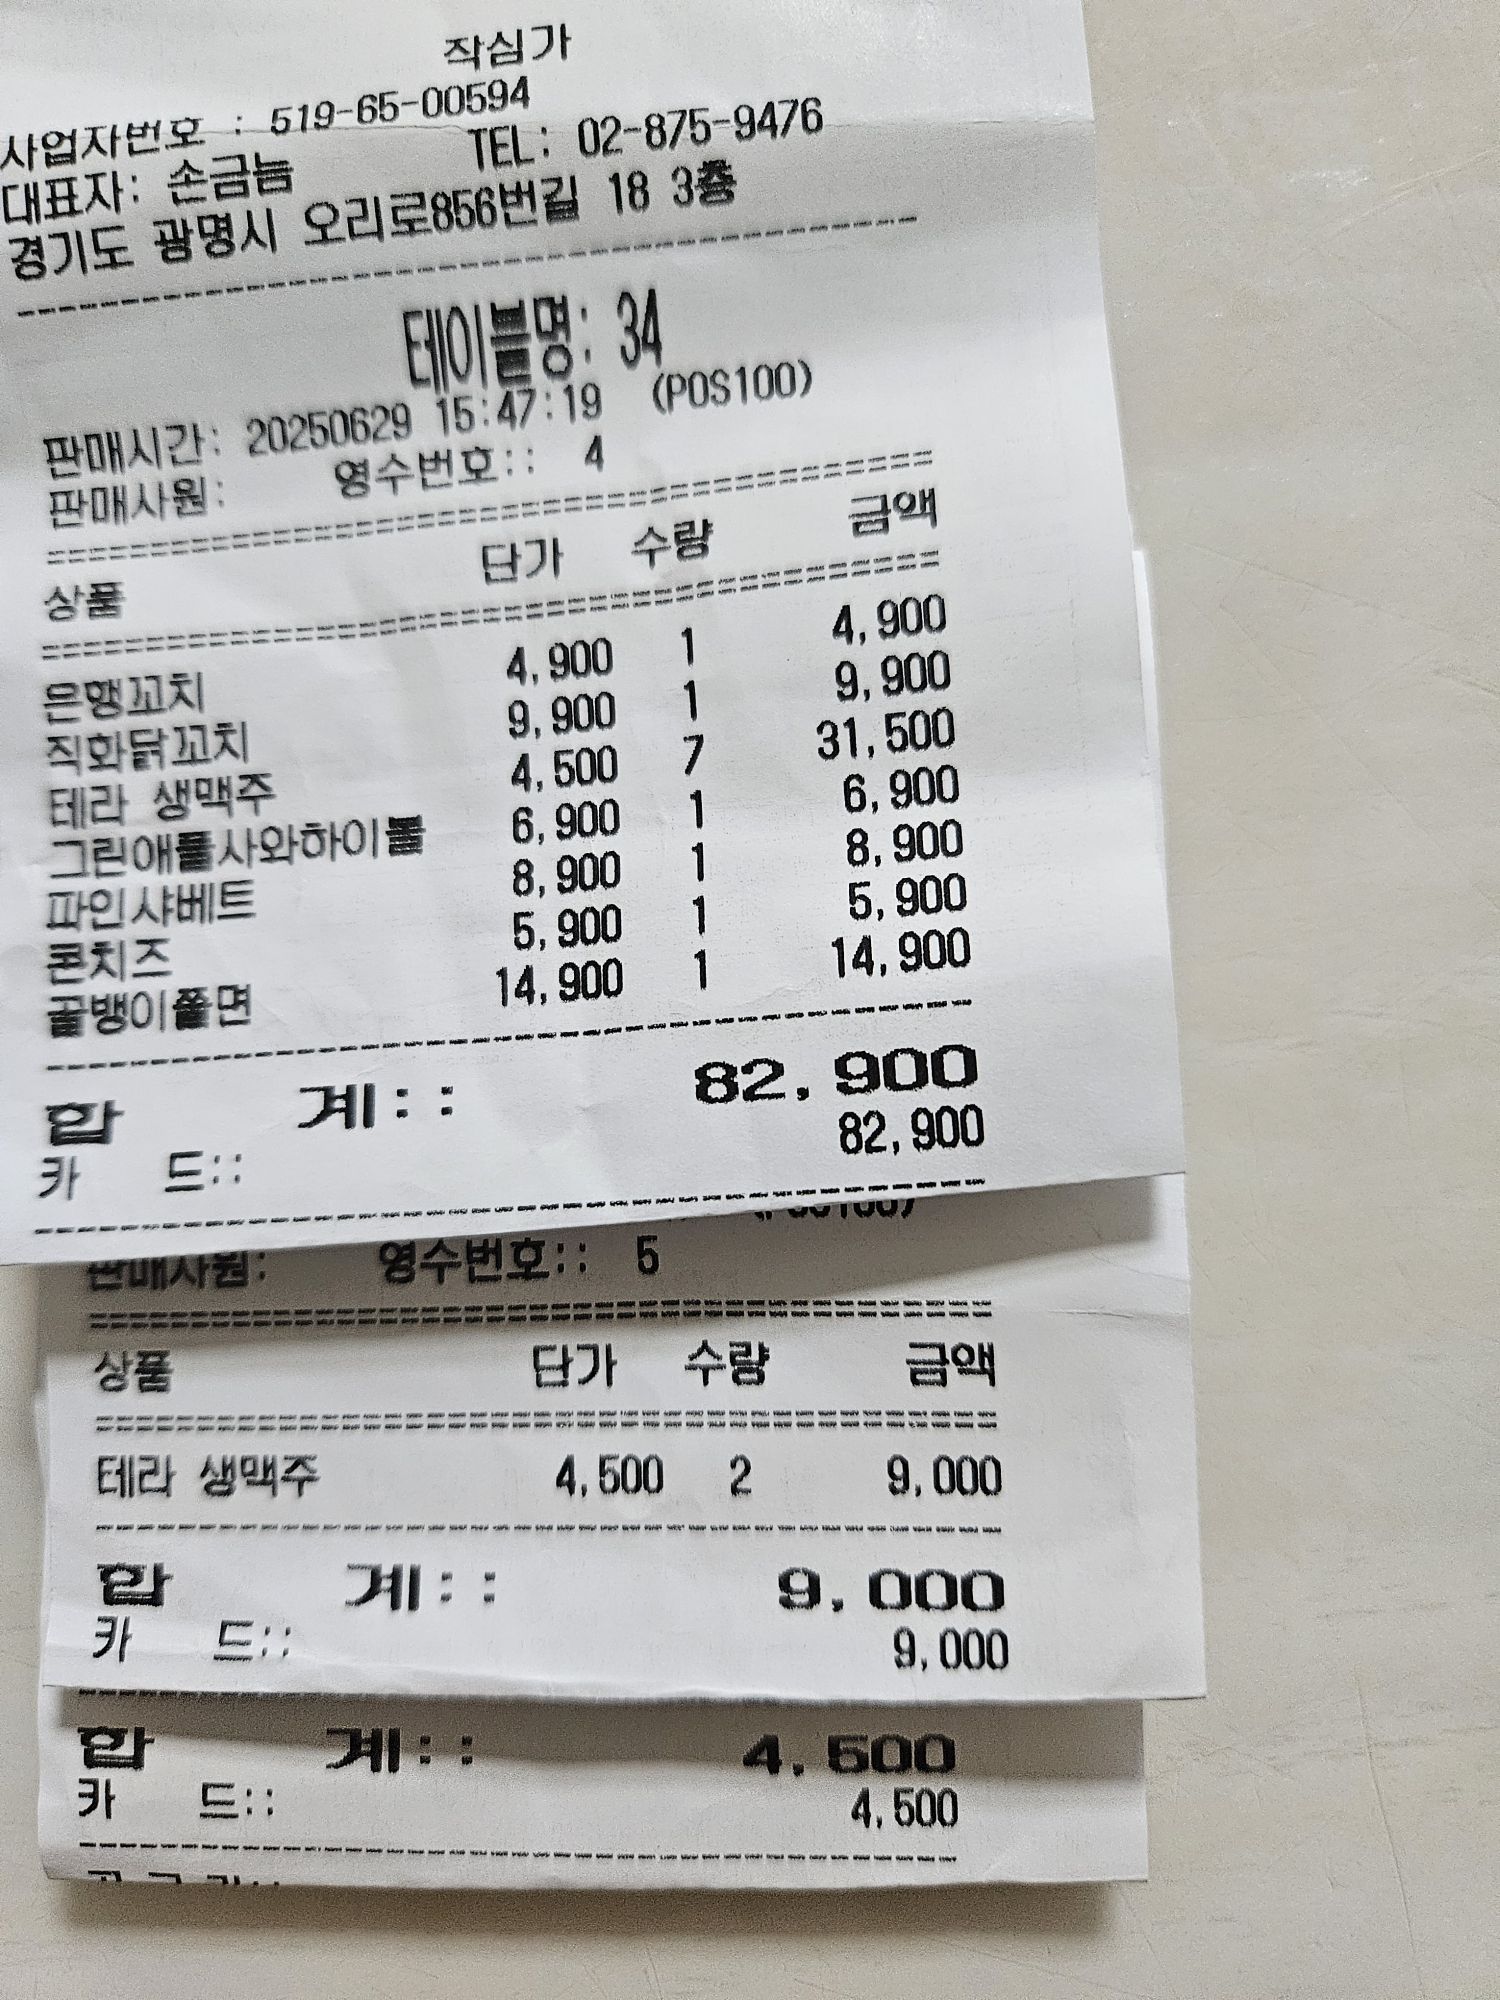 작심가
사업자번호 : 519-65-00594
대표자: 손금늠 TEL: 02-875-9476
경기도 광명시 오리로856번길 18 3층
테이블명: 34
판매시간: 20250629 15:47:19 (POS100)
판매사원: 영수번호:: 4
상품 단가 수량 금액
은행꼬치 4,900 1 4,900
직화닭꼬치 9,900 1 9,900
테라 생맥주 4,500 7 31,500
그린애플사와하이볼 6,900 1 6,900
파인샤베트 8,900 1 8,900
콘치즈 5,900 1 5,900
골뱅이쫄면 14,900 1 14,900
합 계:: 82,900
카 드:: 82,900
판매사원: 영수번호:: 5
상품 단가 수량 금액
테라 생맥주 4,500 2 9,000
합 계:: 9,000
카 드:: 9,000
합 계:: 4,500
카 드:: 4,500